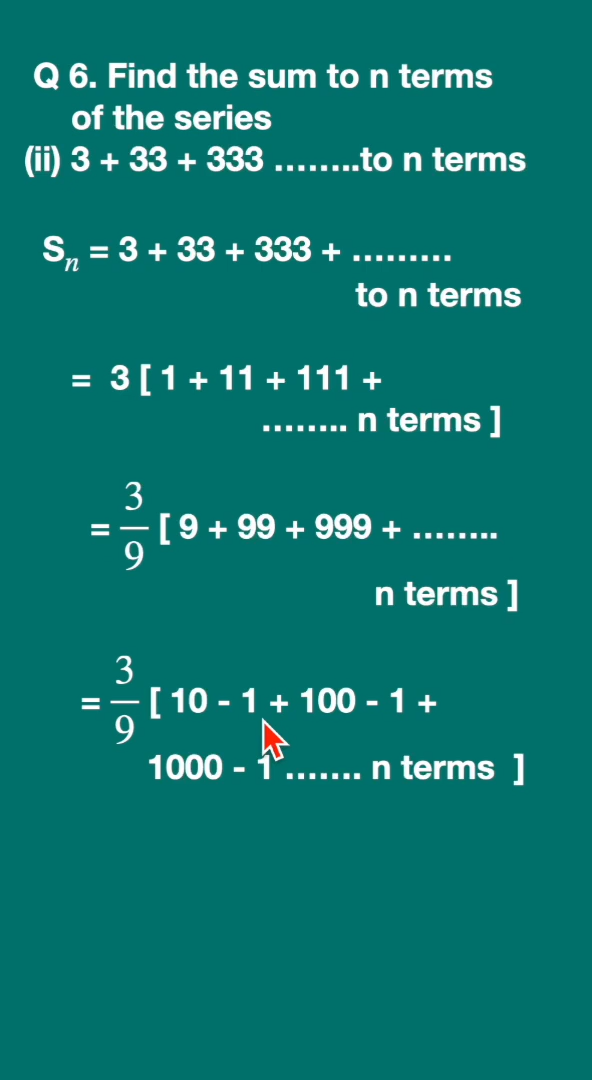 Q 6. Find the sum to n terms
of the series
(ii) 3 + 33 + 333 ........to n terms
Sₙ = 3 + 33 + 333 + .........
to n terms
= 3 [ 1 + 11 + 111 +
........ n terms ]
= 3/9 [ 9 + 99 + 999 + ........
n terms ]
= 3/9 [ 10 - 1 + 100 - 1 +
1000 - 1 ....... n terms ]